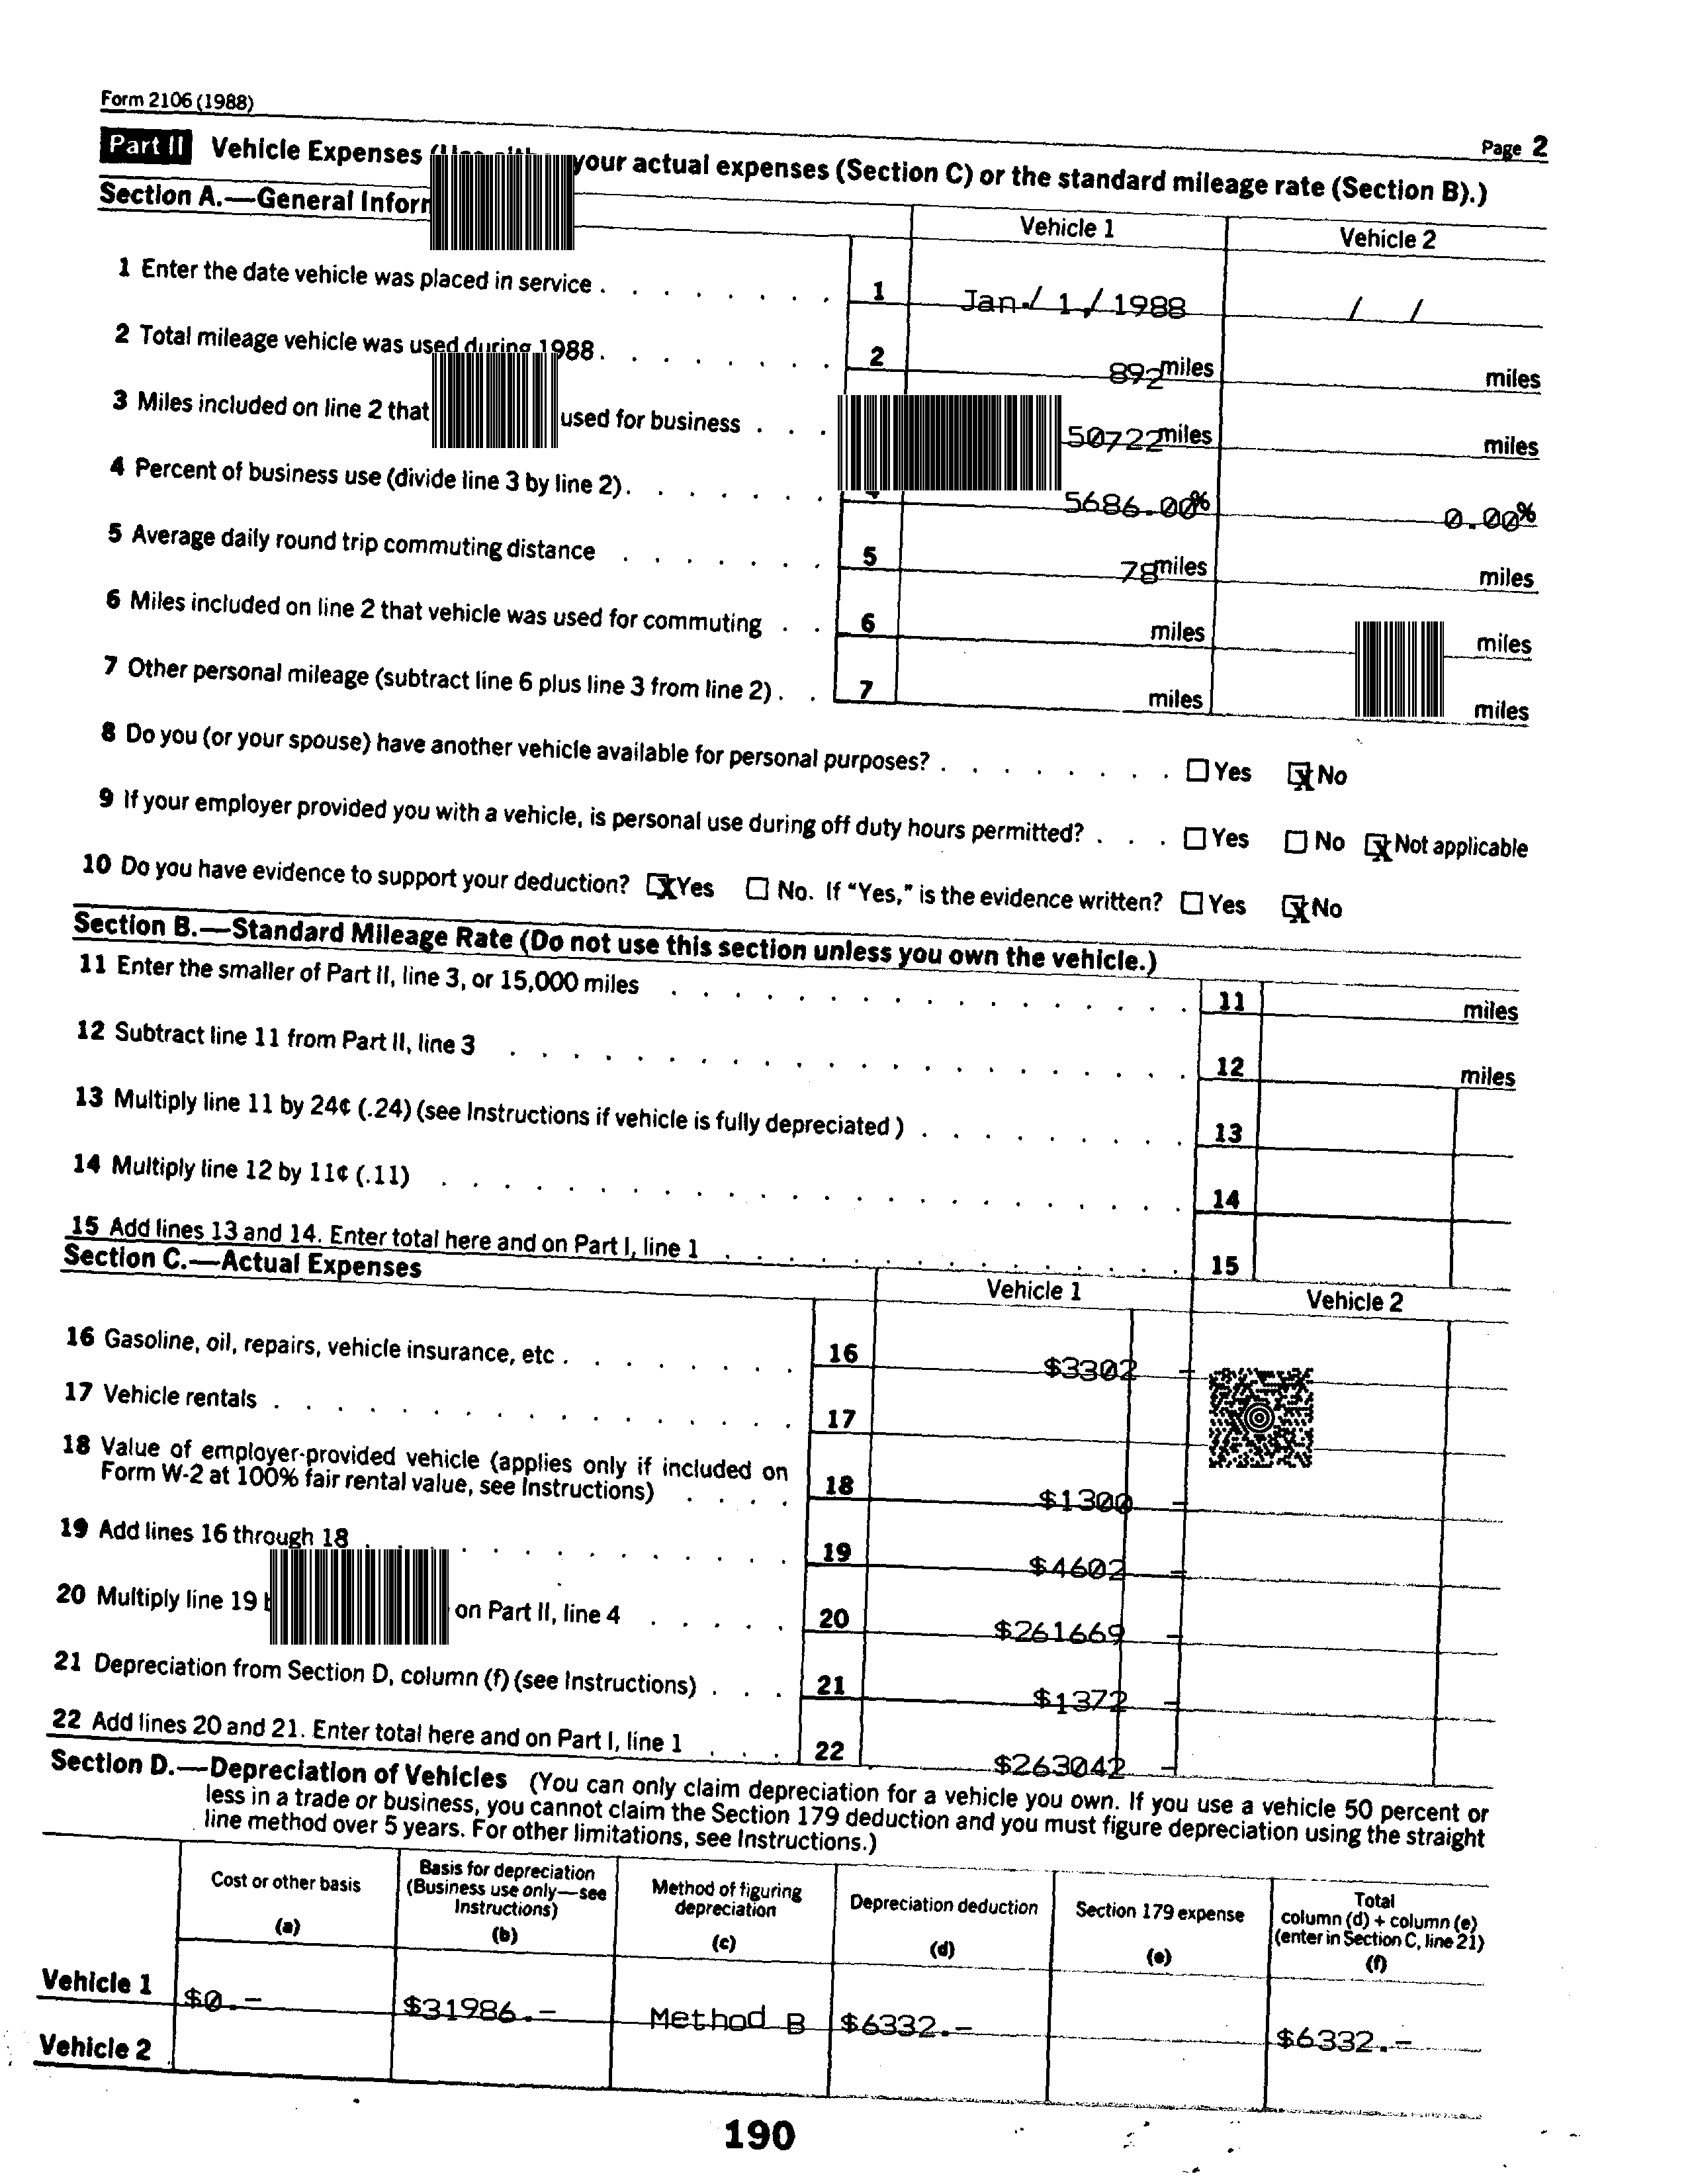 Form 2106 (1988)
Page 2
Part II Vehicle Expenses your actual expenses (Section C) or the standard mileage rate (Section B).)
Section A.—General
Vehicle 1 Vehicle 2
1 Enter the date vehicle was placed in service . . . . . . . . 1 Jan./ 1,/ 1988 / /
2 Total mileage vehicle was used during 1988 . . . . . . . . 2 892 miles miles
3 Miles included on line 2 that used for business . . . 50722 miles miles
4 Percent of business use (divide line 3 by line 2) . . . . . . . 5686.00% 0.00%
5 Average daily round trip commuting distance . . . . . . . 5 78 miles miles
6 Miles included on line 2 that vehicle was used for commuting . . 6 miles miles
7 Other personal mileage (subtract line 6 plus line 3 from line 2) . . 7 miles miles
8 Do you (or your spouse) have another vehicle available for personal purposes? . . . . . . . . Yes X No
9 If your employer provided you with a vehicle, is personal use during off duty hours permitted? . . . Yes No X Not applicable
10 Do you have evidence to support your deduction? X Yes No. If "Yes," is the evidence written? Yes X No
Section B.—Standard Mileage Rate (Do not use this section unless you own the vehicle.)
11 Enter the smaller of Part II, line 3, or 15,000 miles . . . . . . . . . . . . . . . . . 11 miles
12 Subtract line 11 from Part II, line 3 . . . . . . . . . . . . . . . . . . . . . . 12 miles
13 Multiply line 11 by 24¢ (.24) (see Instructions if vehicle is fully depreciated ) . . . . . . . . . 13
14 Multiply line 12 by 11¢ (.11) . . . . . . . . . . . . . . . . . . . . . . . . 14
15 Add lines 13 and 14. Enter total here and on Part I, line 1 . . . . . . . . . . . . . . . 15
Section C.—Actual Expenses
Vehicle 1 Vehicle 2
16 Gasoline, oil, repairs, vehicle insurance, etc . . . . . . . . 16 $3302 -
17 Vehicle rentals . . . . . . . . . . . . . . . . . 17
18 Value of employer-provided vehicle (applies only if included on
Form W-2 at 100% fair rental value, see Instructions) . . . . 18 $1300 -
19 Add lines 16 through 18 . . . . . . . . . . . . . . 19 $4602 -
20 Multiply line 19 on Part II, line 4 . . . . . 20 $261669 -
21 Depreciation from Section D, column (f) (see Instructions) . . . 21 $1372 -
22 Add lines 20 and 21. Enter total here and on Part I, line 1 . . . 22 $263042 -
Section D.—Depreciation of Vehicles (You can only claim depreciation for a vehicle you own. If you use a vehicle 50 percent or
less in a trade or business, you cannot claim the Section 179 deduction and you must figure depreciation using the straight
line method over 5 years. For other limitations, see Instructions.)
Cost or other basis (a)
Basis for depreciation (Business use only—see Instructions) (b)
Method of figuring depreciation (c)
Depreciation deduction (d)
Section 179 expense (e)
Total column (d) + column (e) (enter in Section C, line 21) (f)
Vehicle 1 $0.- $31986.- Method B $6332.- $6332.-
Vehicle 2
190